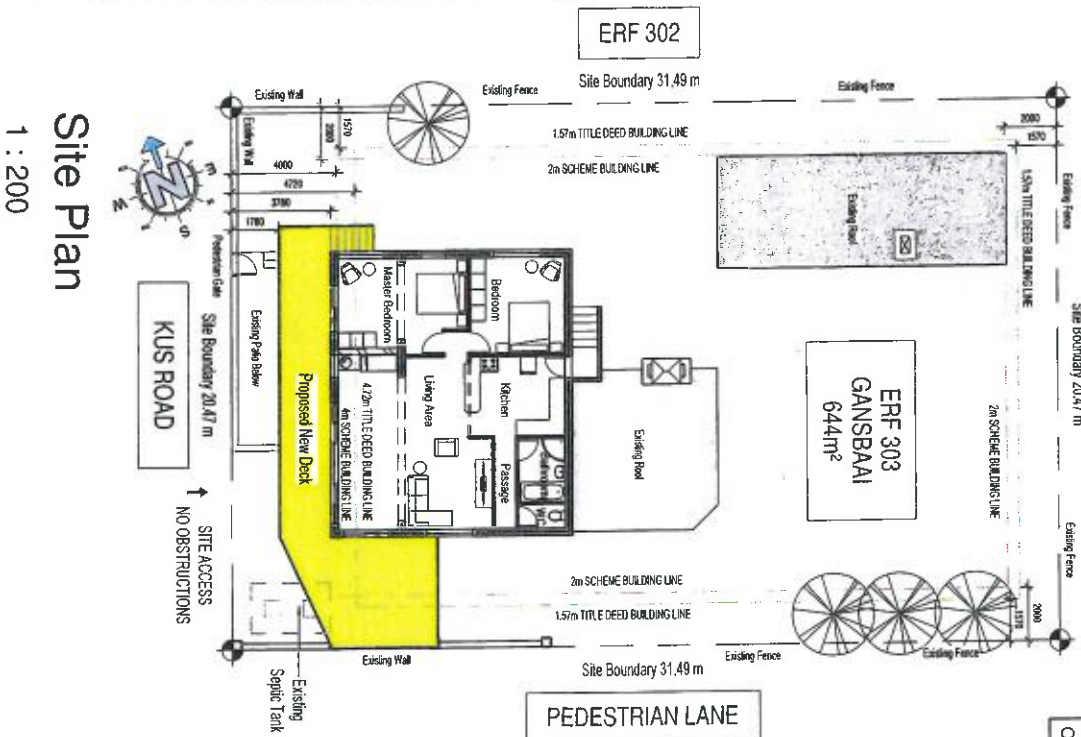 ERF 302
Site Boundary 31,49 m
Existing Wall
Existing Fence
Existing Fence
1.57m TITLE DEED BUILDING LINE
2m SCHEME BUILDING LINE
1570
2000
Existing Wall
4000
4720
3780
1780
2000
1570
Existing Fence
1.57m TITLE DEED BUILDING LINE
Existing Roof
Site Boundary 20.47 m
2m SCHEME BUILDING LINE
Existing Fence
Site Plan
1 : 200
N
Pedestrian Gate
Site Boundary 20.47 m
KUS ROAD
Existing Patio Below
Proposed New Deck
Master Bedroom
Bedroom
Living Area
Kitchen
Passage
Bathroom
WC
4.72m TITLE DEED BUILDING LINE
4m SCHEME BUILDING LINE
Existing Roof
ERF 303
GANSBAAI
644m²
SITE ACCESS
NO OBSTRUCTIONS
2m SCHEME BUILDING LINE
1.57m TITLE DEED BUILDING LINE
2000
1570
Existing Wall
Existing Fence
Existing Fence
Site Boundary 31,49 m
Existing
Septic Tank
PEDESTRIAN LANE